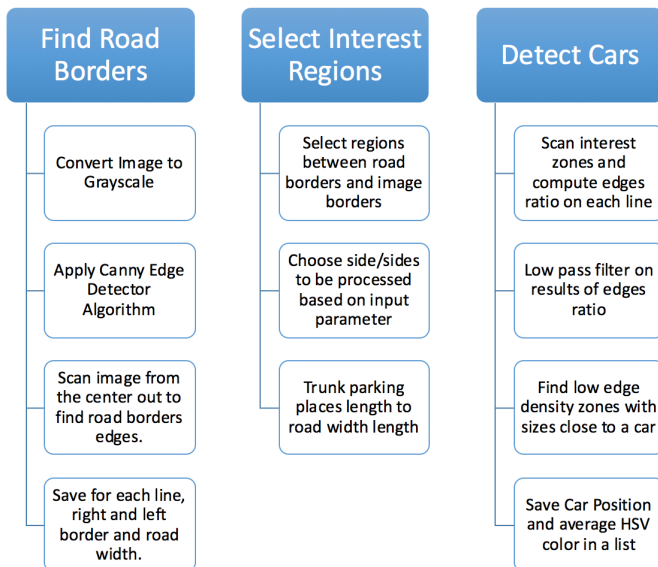 Find Road
Borders
Convert Image to
Grayscale
Apply Canny Edge
Detector
Algorithm
Scan image from
the center out to
find road borders
edges.
Save for each line,
right and left
border and road
width.
Select Interest
Regions
Select regions
between road
borders and image
borders
Choose side/sides
to be processed
based on input
parameter
Trunk parking
places length to
road width length
Detect Cars
Scan interest
zones and
compute edges
ratio on each line
Low pass filter on
results of edges
ratio
Find low edge
density zones with
sizes close to a car
Save Car Position
and average HSV
color in a list